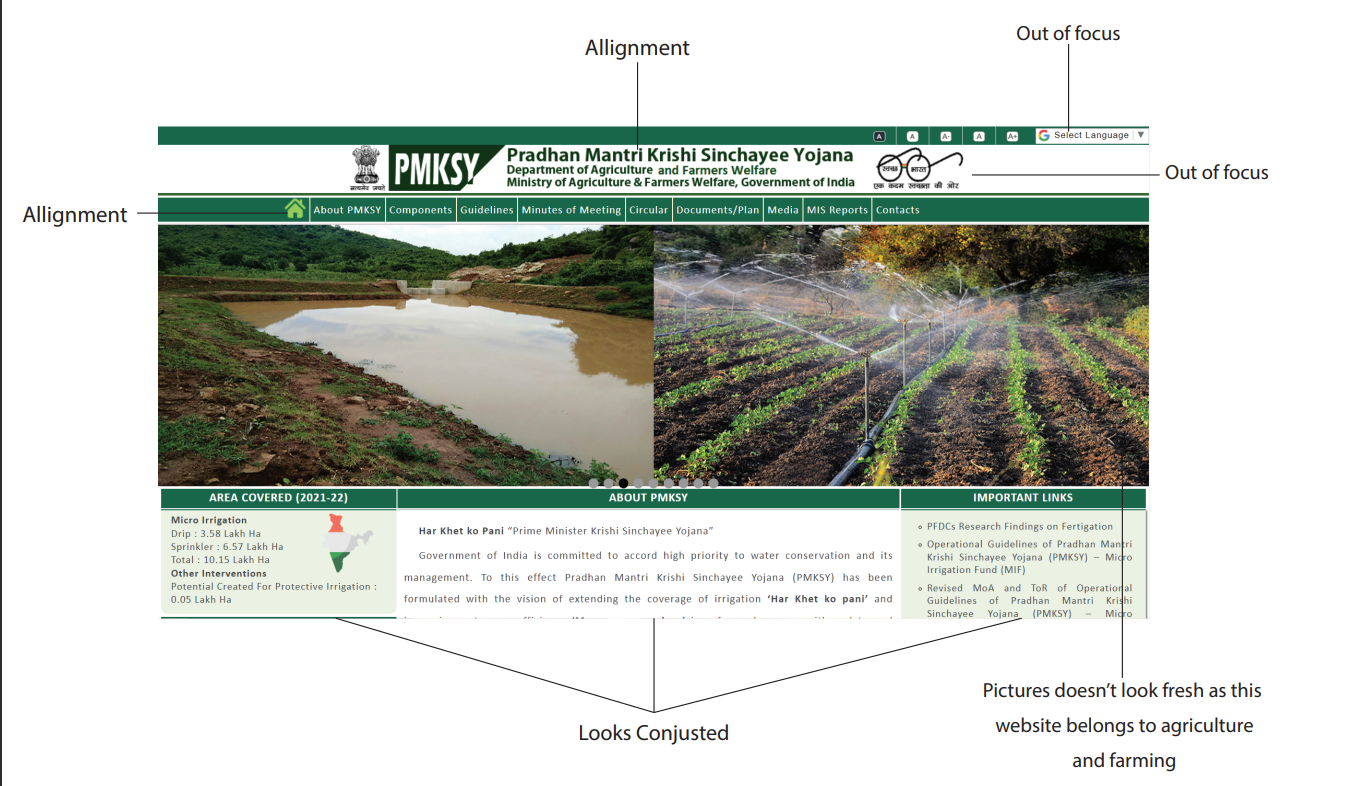 Out of focus
Allignment
A A A- A A+ Select Language ▼
सत्यमेव जयते
PMKSY
Pradhan Mantri Krishi Sinchayee Yojana
Department of Agriculture and Farmers Welfare
Ministry of Agriculture & Farmers Welfare, Government of India
स्वच्छ भारत
एक कदम स्वच्छता की ओर
Out of focus
Allignment
About PMKSY Components Guidelines Minutes of Meeting Circular Documents/Plan Media MIS Reports Contacts
AREA COVERED (2021-22)
Micro Irrigation
Drip : 3.58 Lakh Ha
Sprinkler : 6.57 Lakh Ha
Total : 10.15 Lakh Ha
Other Interventions
Potential Created For Protective Irrigation :
0.05 Lakh Ha
ABOUT PMKSY
Har Khet ko Pani “Prime Minister Krishi Sinchayee Yojana”
Government of India is committed to accord high priority to water conservation and its
management. To this effect Pradhan Mantri Krishi Sinchayee Yojana (PMKSY) has been
formulated with the vision of extending the coverage of irrigation ‘Har Khet ko pani’ and
IMPORTANT LINKS
PFDCs Research Findings on Fertigation
Operational Guidelines of Pradhan Mantri
Krishi Sinchayee Yojana (PMKSY) – Micro
Irrigation Fund (MIF)
Revised MoA and ToR of Operational
Guidelines of Pradhan Mantri Krishi
Sinchayee Yojana (PMKSY) – Micro
Looks Conjusted
Pictures doesn’t look fresh as this
website belongs to agriculture
and farming